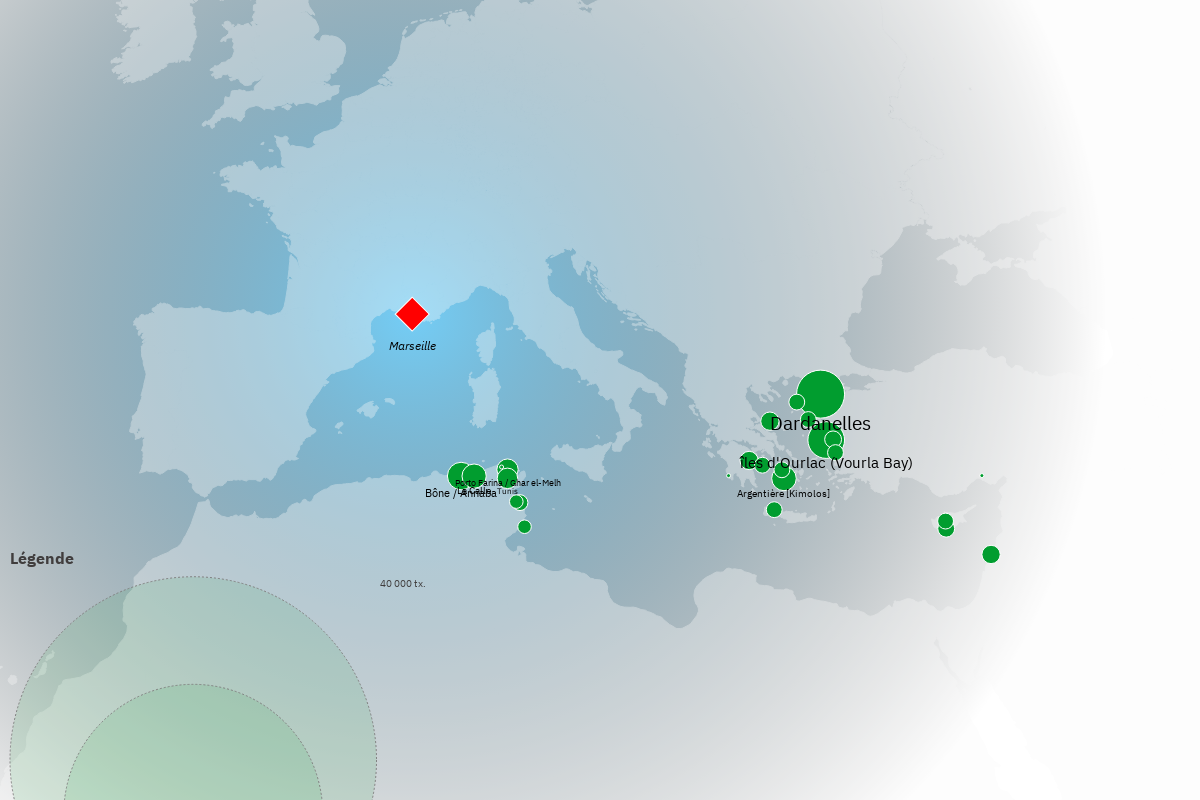 Marseille
Dardanelles
Îles d'Ourlac (Vourla Bay)
Porto Farina / Ghar el-Melh
La Calle
Tunis
Bône / Annaba
Argentière [Kimolos]
Légende
40 000 tx.